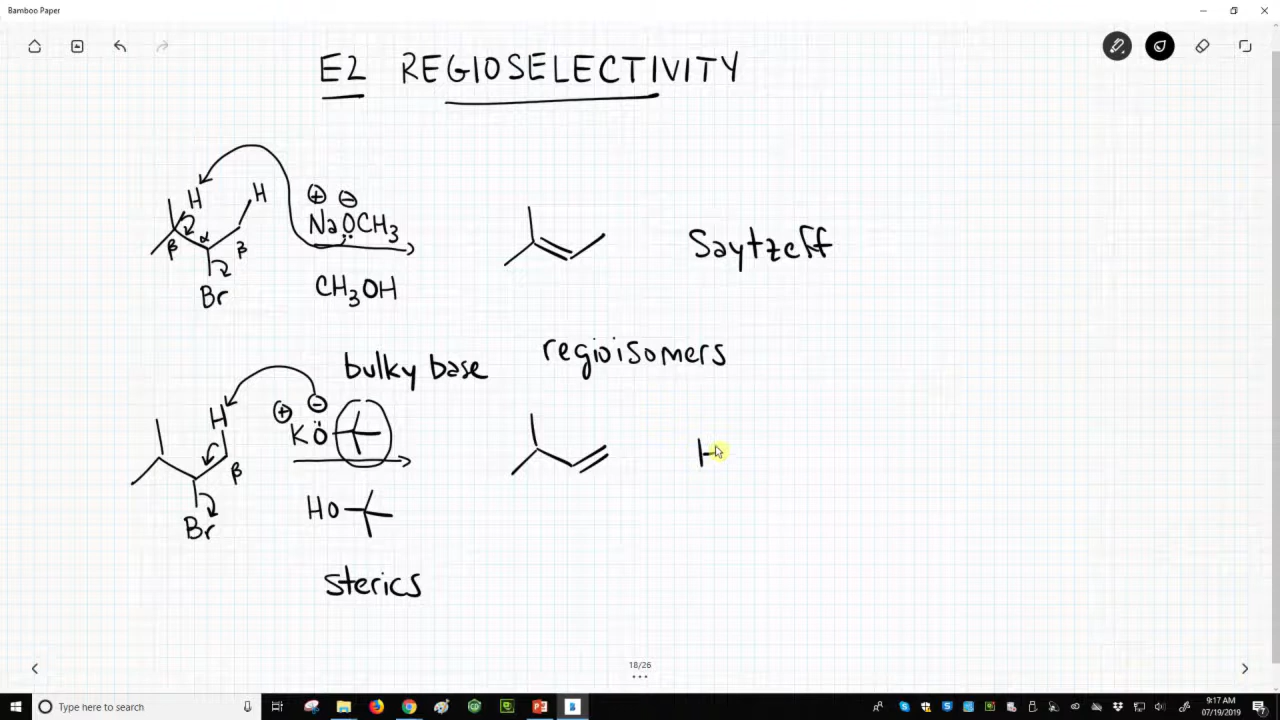 Bamboo Paper
E2 REGIOSELECTIVITY
H H ⊕ ⊖
NaOCH3
β α β
Saytzeff
Br CH3OH
regioisomers
bulky base
H ⊕ ⊖
KO
β H
HO
Br
sterics
18/26
Type here to search
9:17 AM
07/19/2019